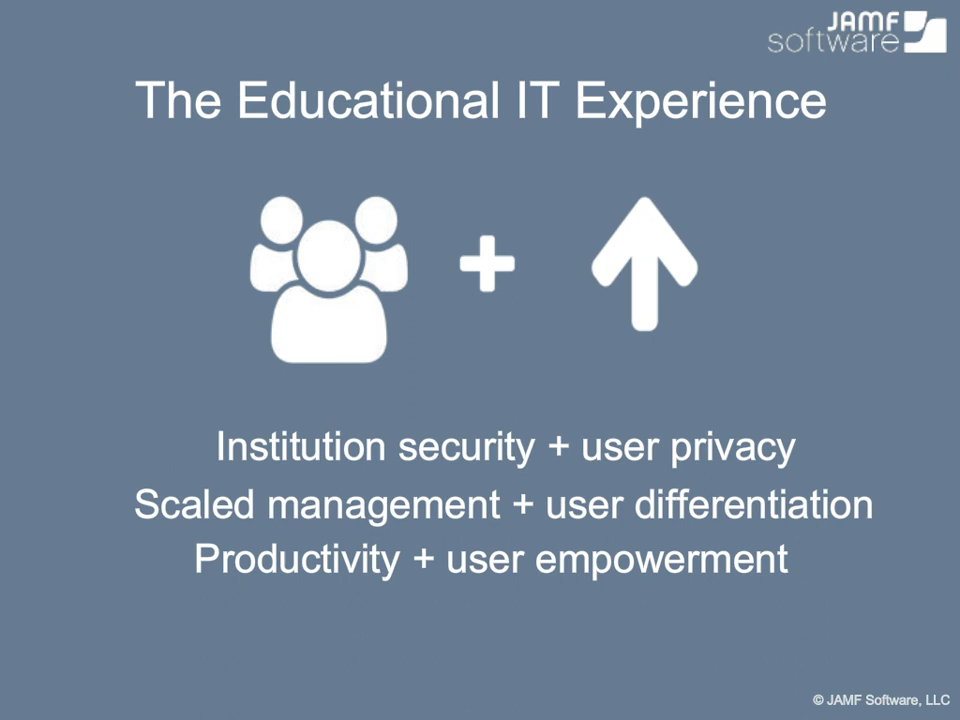 JAMF
software
The Educational IT Experience
Institution security + user privacy
Scaled management + user differentiation
Productivity + user empowerment
© JAMF Software, LLC